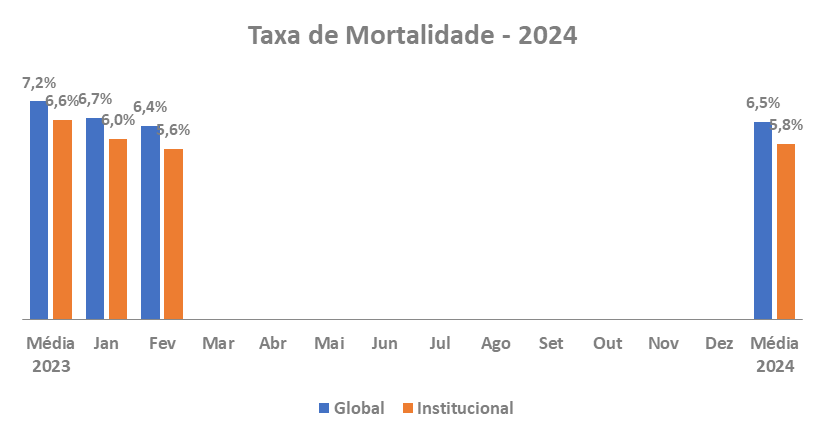 Taxa de Mortalidade - 2024
7,2%
6,6%
6,7%
6,0%
6,4%
5,6%
6,5%
5,8%
Média 2023 Jan Fev Mar Abr Mai Jun Jul Ago Set Out Nov Dez Média 2024
Global Institucional